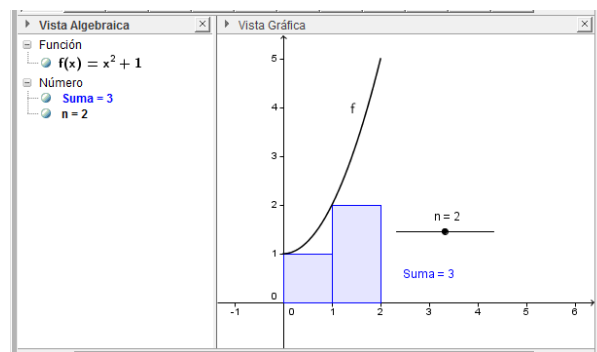 Vista Algebraica
Función
f(x) = x² + 1
Número
Suma = 3
n = 2
Vista Gráfica
5
4
3
2
1
0
-1
0
1
2
3
4
5
6
f
n = 2
Suma = 3